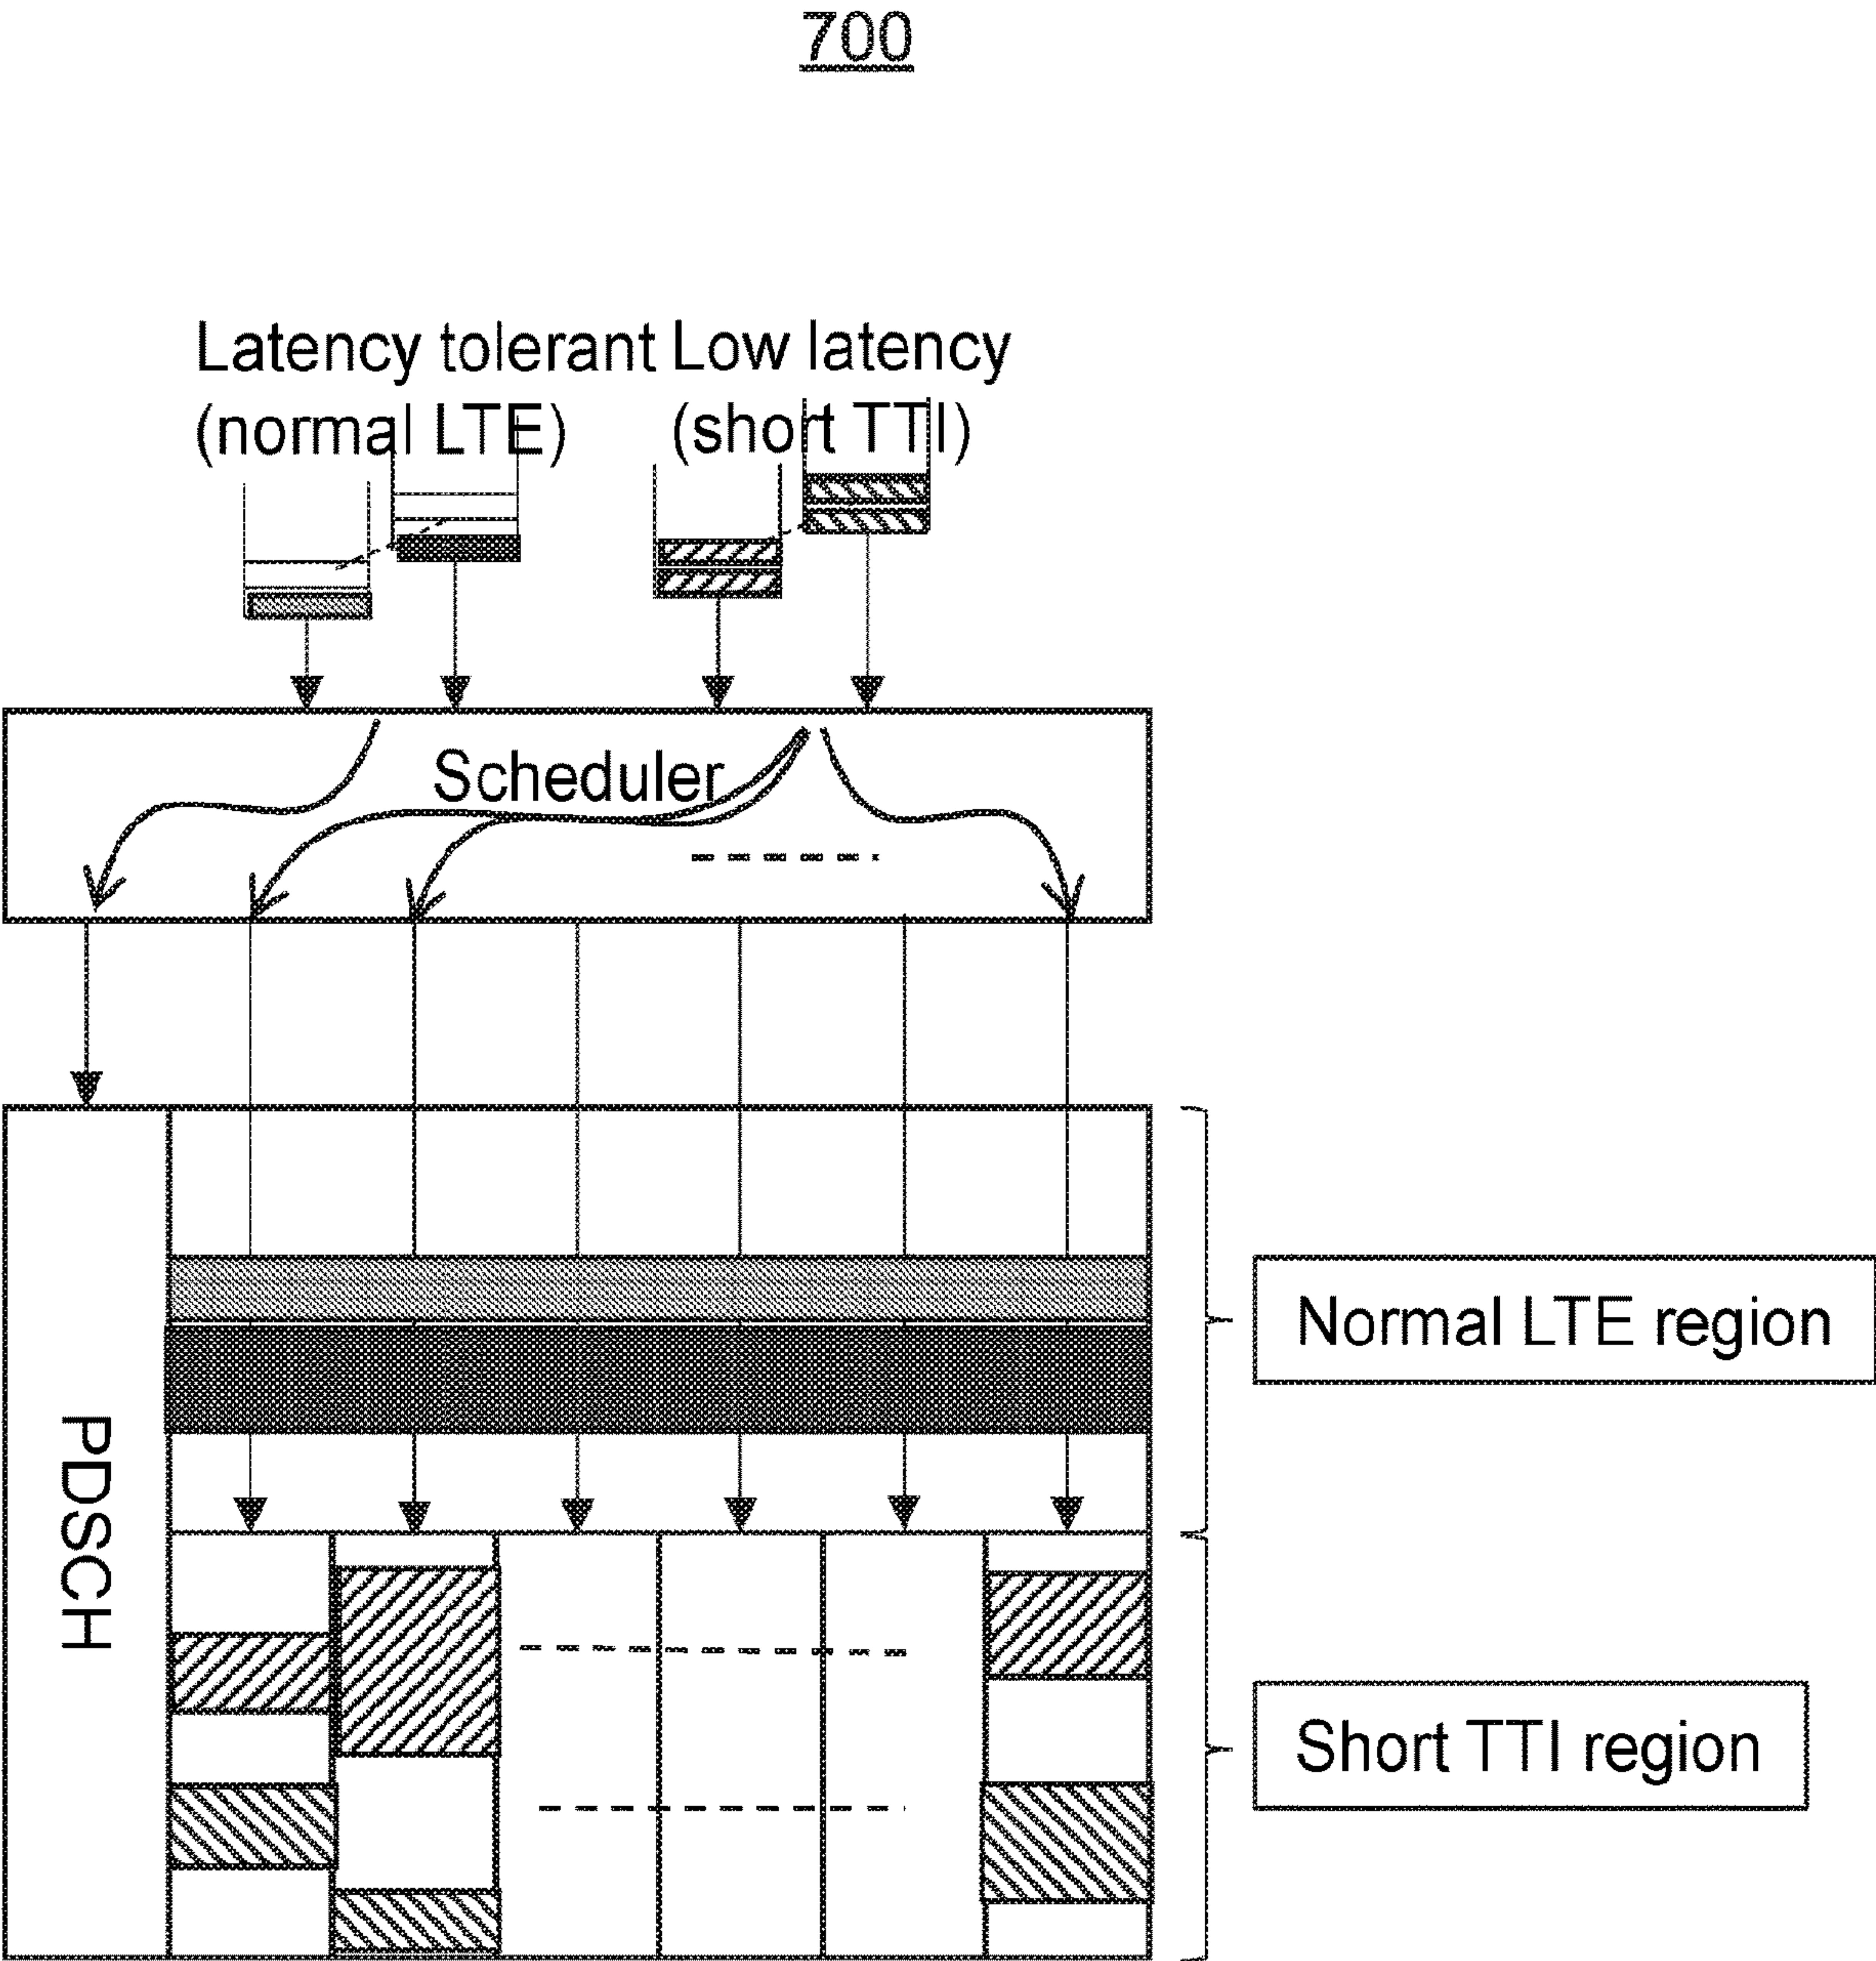 700
Latency tolerant Low latency
(normal LTE) (short TTI)
Scheduler
Normal LTE region
PDSCH
Short TTI region